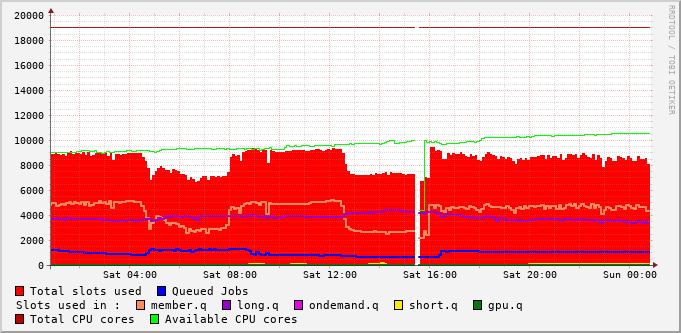 20000
18000
16000
14000
12000
10000
8000
6000
4000
2000
0
Sat 04:00 Sat 08:00 Sat 12:00 Sat 16:00 Sat 20:00 Sun 00:00
Total slots used Queued Jobs
Slots used in : member.q long.q ondemand.q short.q gpu.q
Total CPU cores Available CPU cores
RRDTOOL / TOBI OETIKER